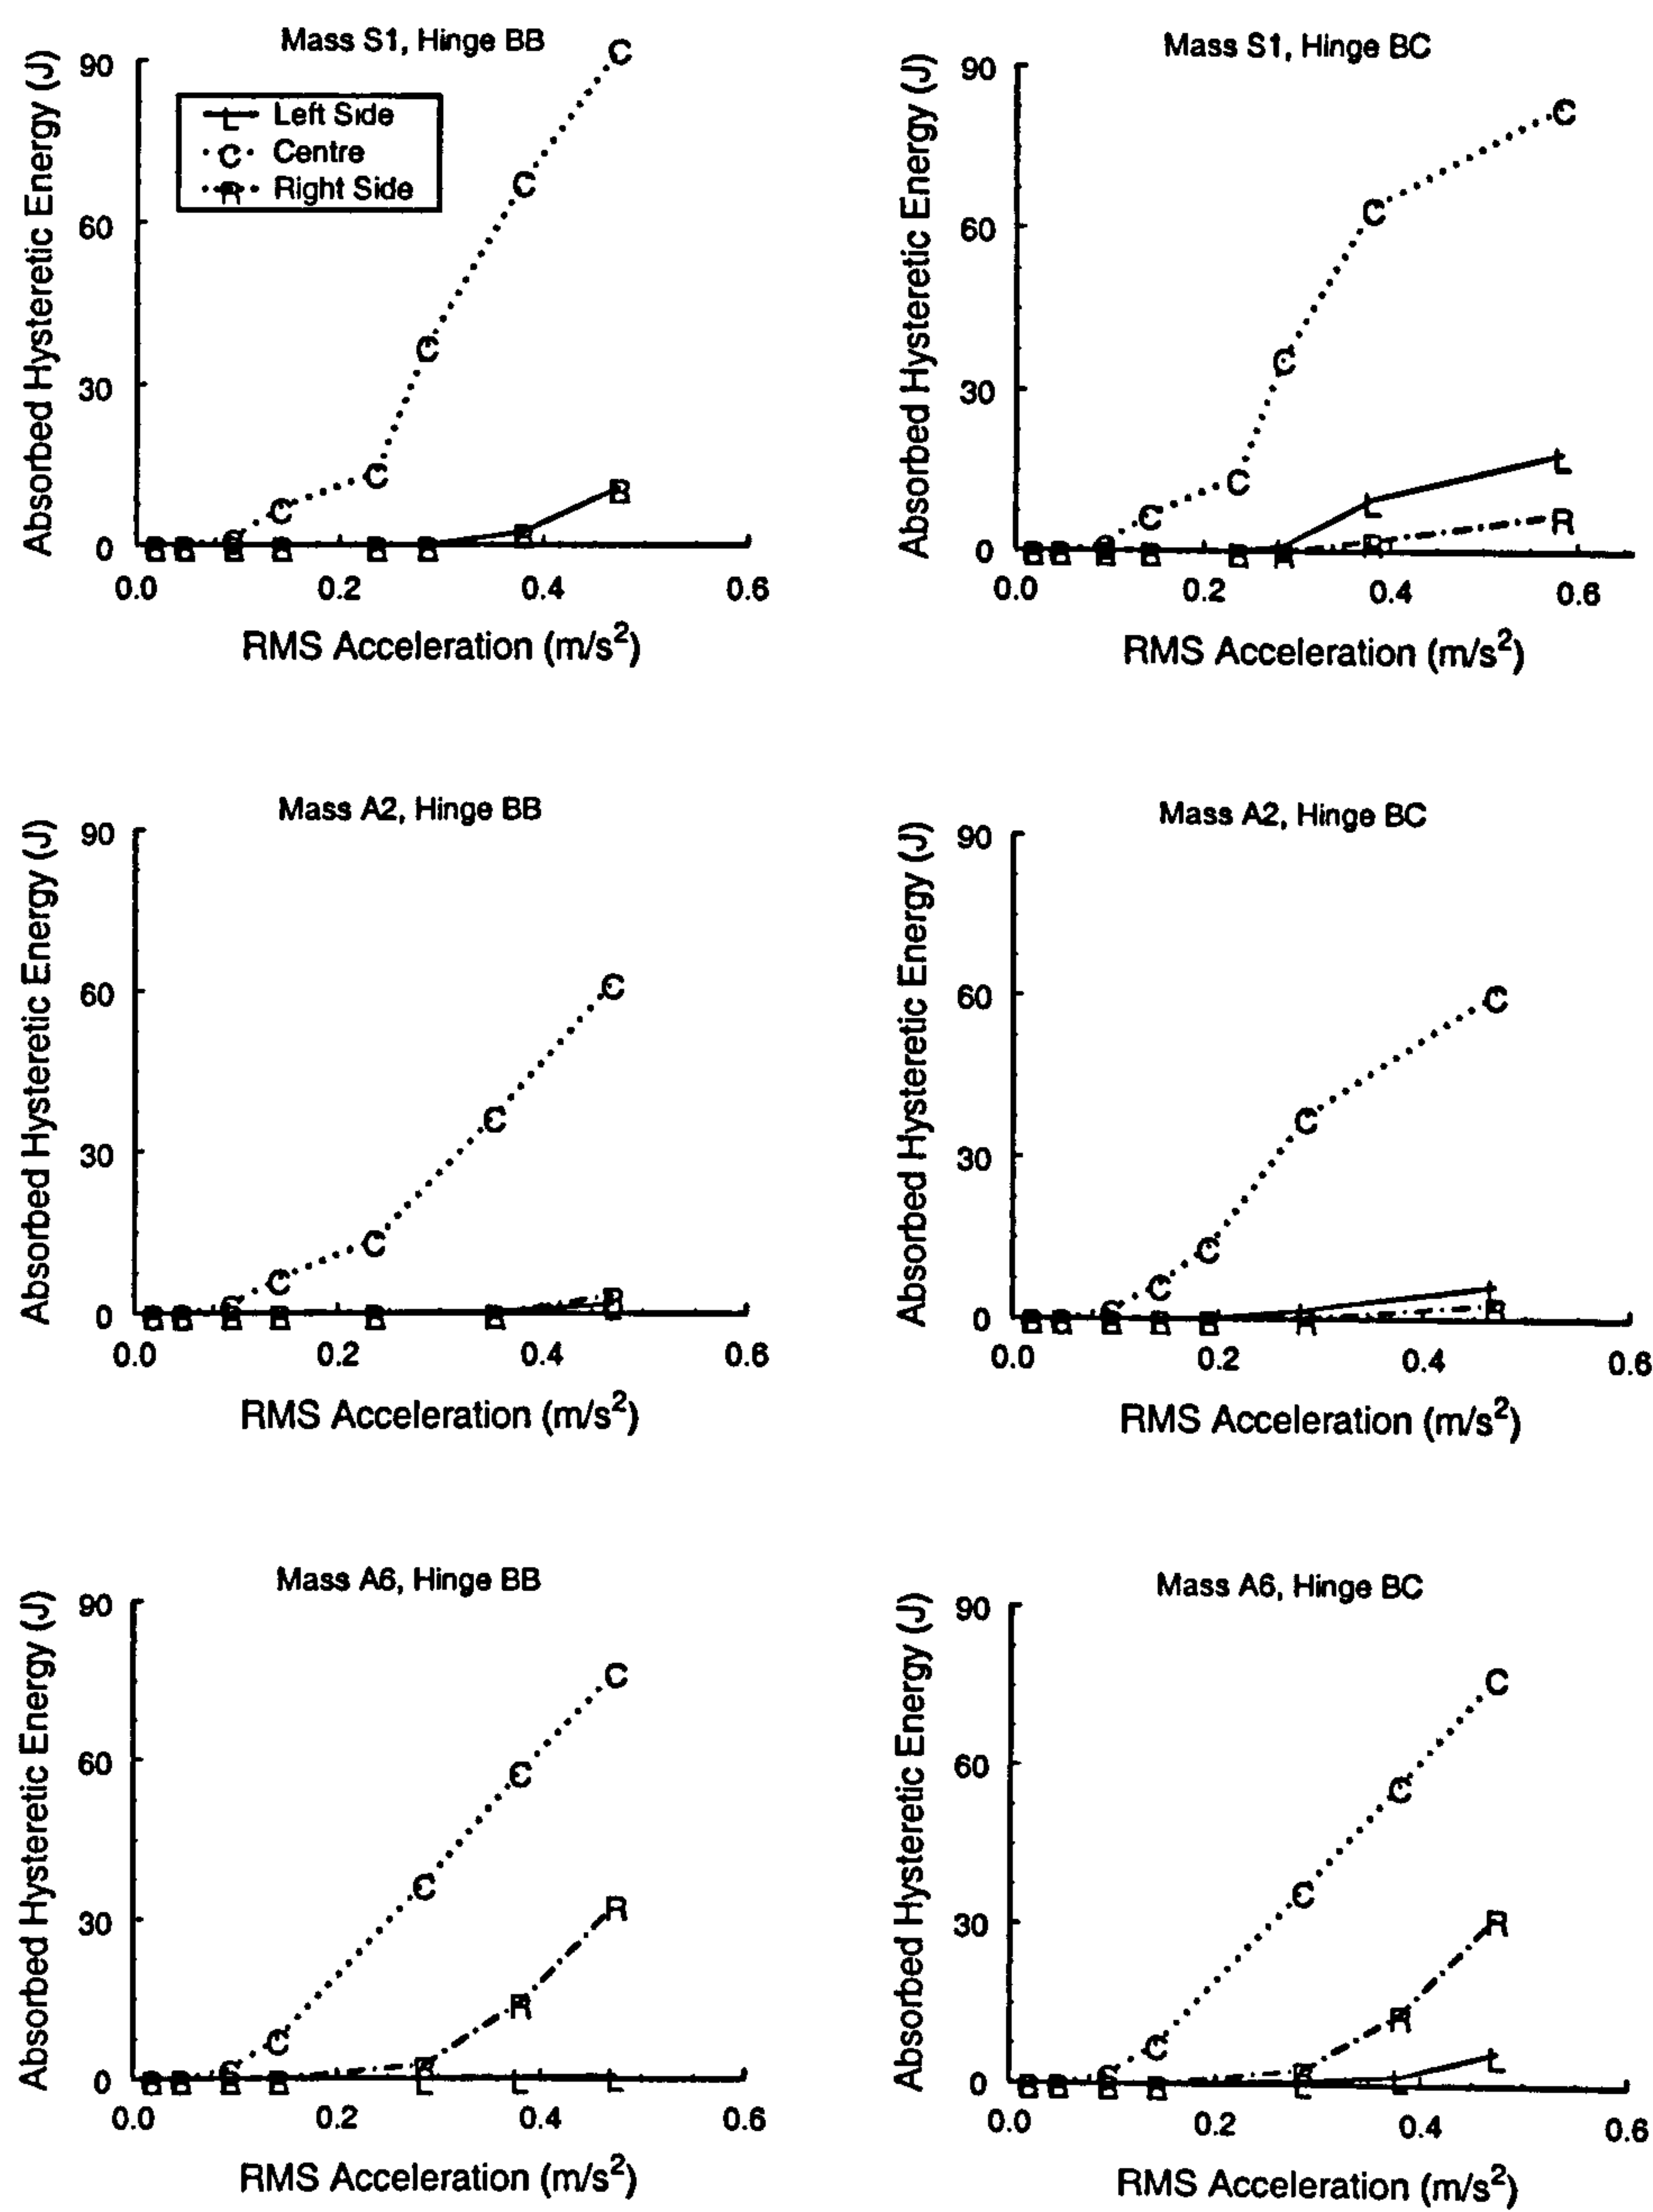 Mass S1, Hinge BB
Absorbed Hysteretic Energy (J)
90
60
30
0
L Left Side
C Centre
R Right Side
0.0 0.2 0.4 0.6
RMS Acceleration (m/s²)
Mass S1, Hinge BC
Absorbed Hysteretic Energy (J)
90
60
30
0
0.0 0.2 0.4 0.6
RMS Acceleration (m/s²)
Mass A2, Hinge BB
Absorbed Hysteretic Energy (J)
90
60
30
0
0.0 0.2 0.4 0.6
RMS Acceleration (m/s²)
Mass A2, Hinge BC
Absorbed Hysteretic Energy (J)
90
60
30
0
0.0 0.2 0.4 0.6
RMS Acceleration (m/s²)
Mass A6, Hinge BB
Absorbed Hysteretic Energy (J)
90
60
30
0
0.0 0.2 0.4 0.6
RMS Acceleration (m/s²)
Mass A6, Hinge BC
Absorbed Hysteretic Energy (J)
90
60
30
0
0.0 0.2 0.4 0.6
RMS Acceleration (m/s²)